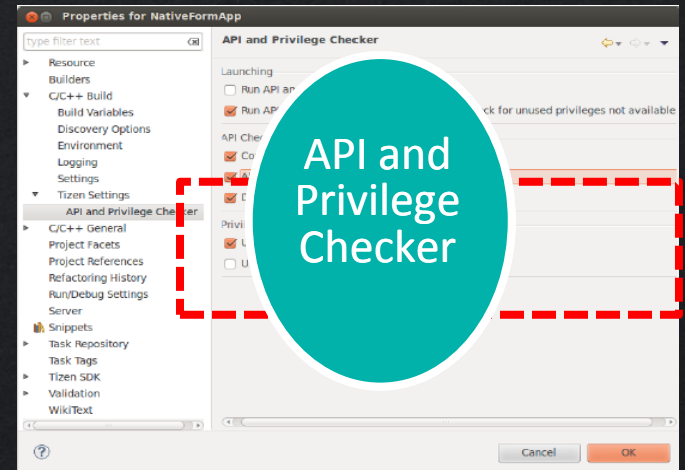 Properties for NativeFormApp
type filter text
Resource
Builders
C/C++ Build
Build Variables
Discovery Options
Environment
Logging
Settings
Tizen Settings
API and Privilege Checker
C/C++ General
Project Facets
Project References
Refactoring History
Run/Debug Settings
Server
Snippets
Task Repository
Task Tags
Tizen SDK
Validation
WikiText
API and Privilege Checker
Launching
Run API an
Run AP ck for unused privileges not available
API Chec
Co
D
Privil
U
U
API and
Privilege
Checker
Cancel OK